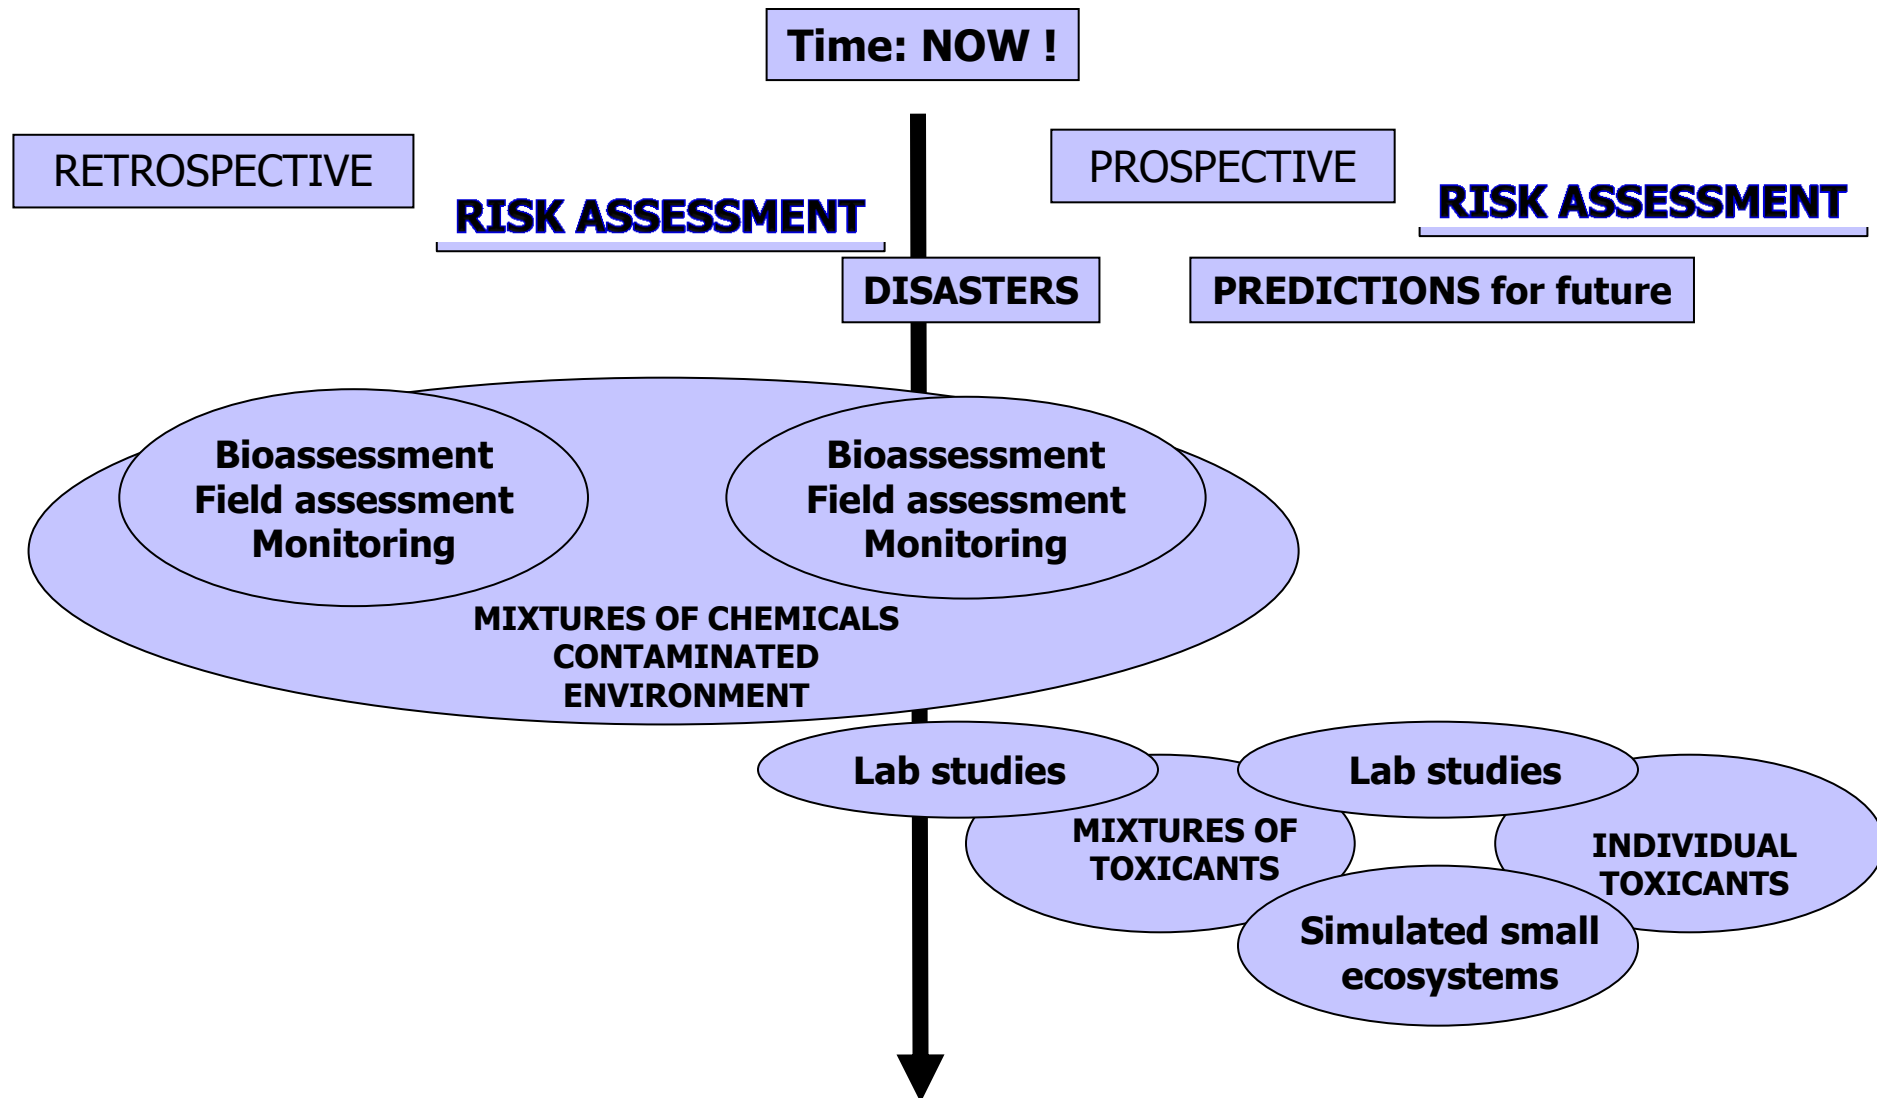 Time: NOW !
RETROSPECTIVE
RISK ASSESSMENT
PROSPECTIVE
RISK ASSESSMENT
DISASTERS
PREDICTIONS for future
Bioassessment
Field assessment
Monitoring
Bioassessment
Field assessment
Monitoring
MIXTURES OF CHEMICALS
CONTAMINATED
ENVIRONMENT
Lab studies
Lab studies
MIXTURES OF
TOXICANTS
INDIVIDUAL
TOXICANTS
Simulated small
ecosystems